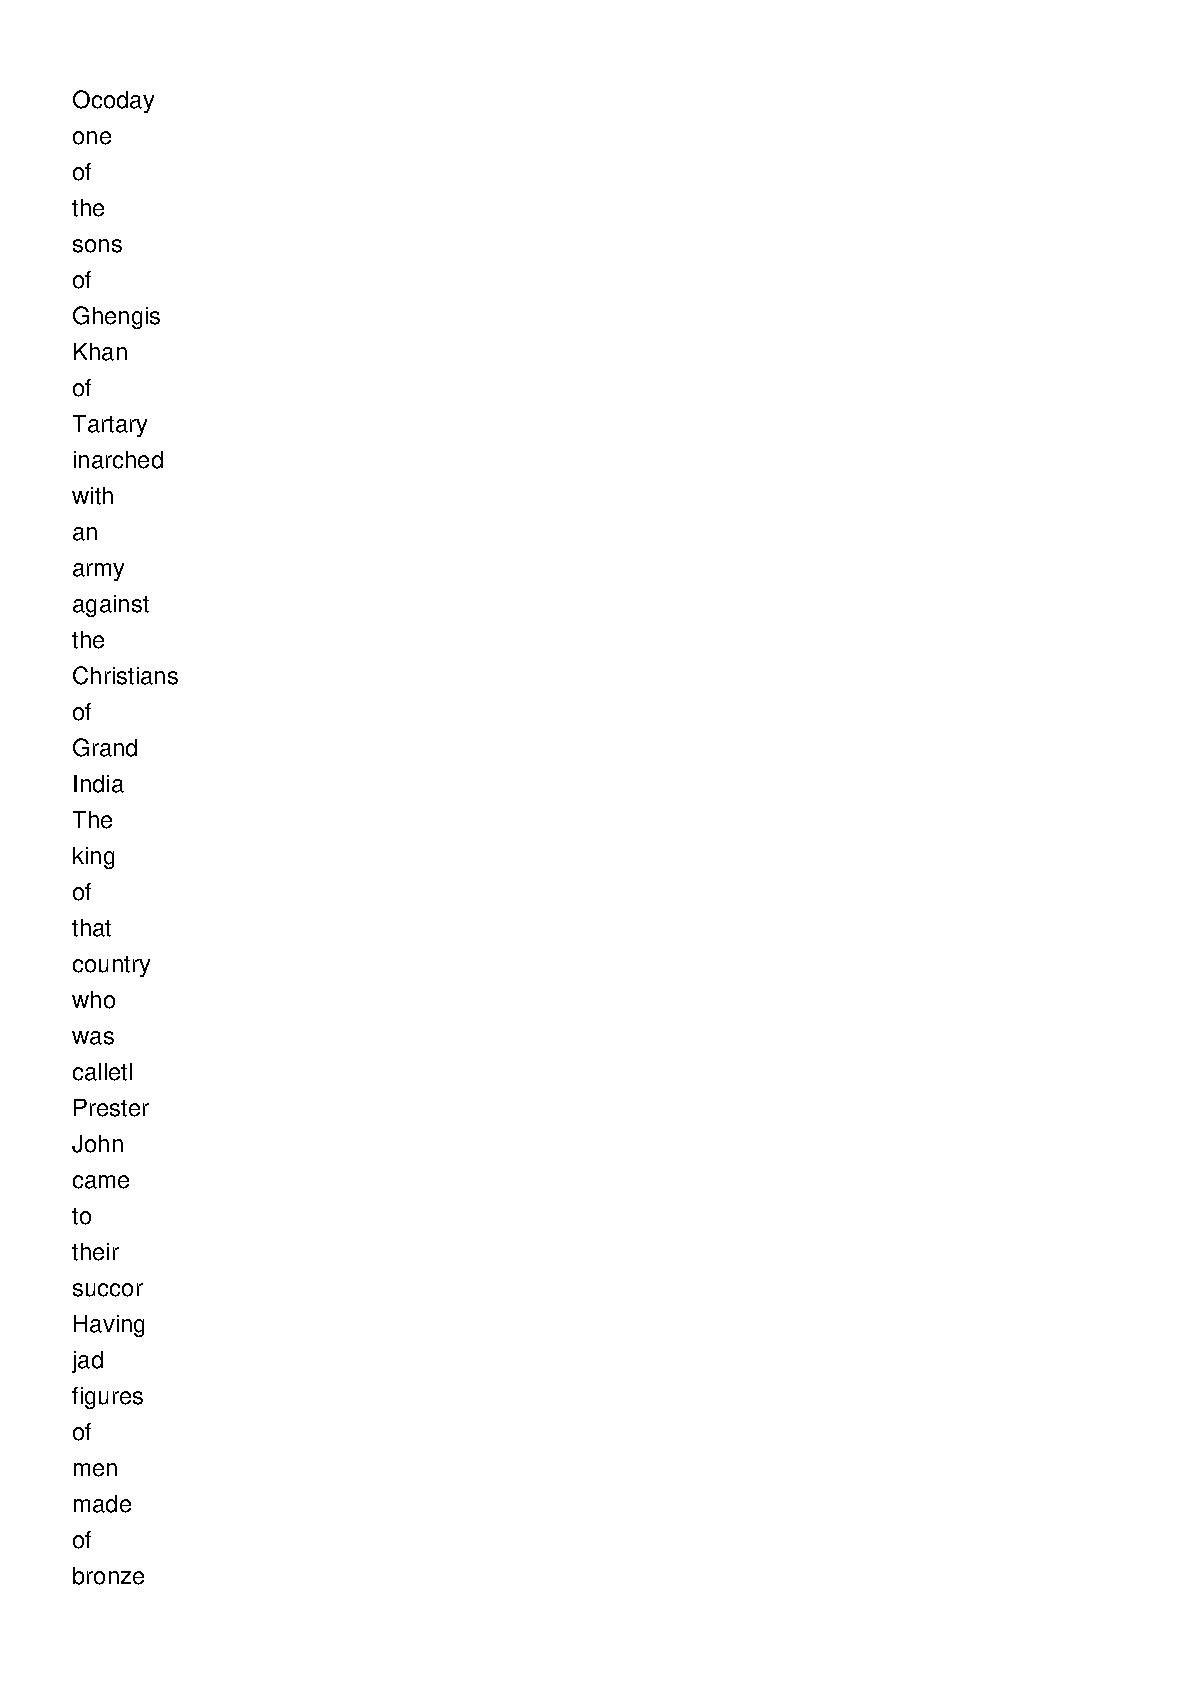 Ocoday
one
of
the
sons
of
Ghengis
Khan
of
Tartary
inarched
with
an
army
against
the
Christians
of
Grand
India
The
king
of
that
country
who
was
calletl
Prester
John
came
to
their
succor
Having
jad
figures
of
men
made
of
bronze